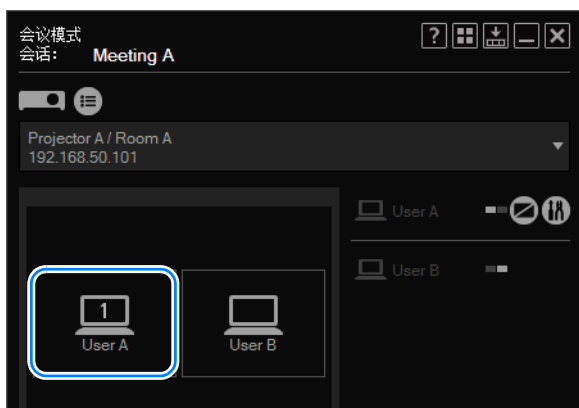 会议模式
会话： Meeting A
?
Projector A / Room A
192.168.50.101
User A
User B
1
User A
User B